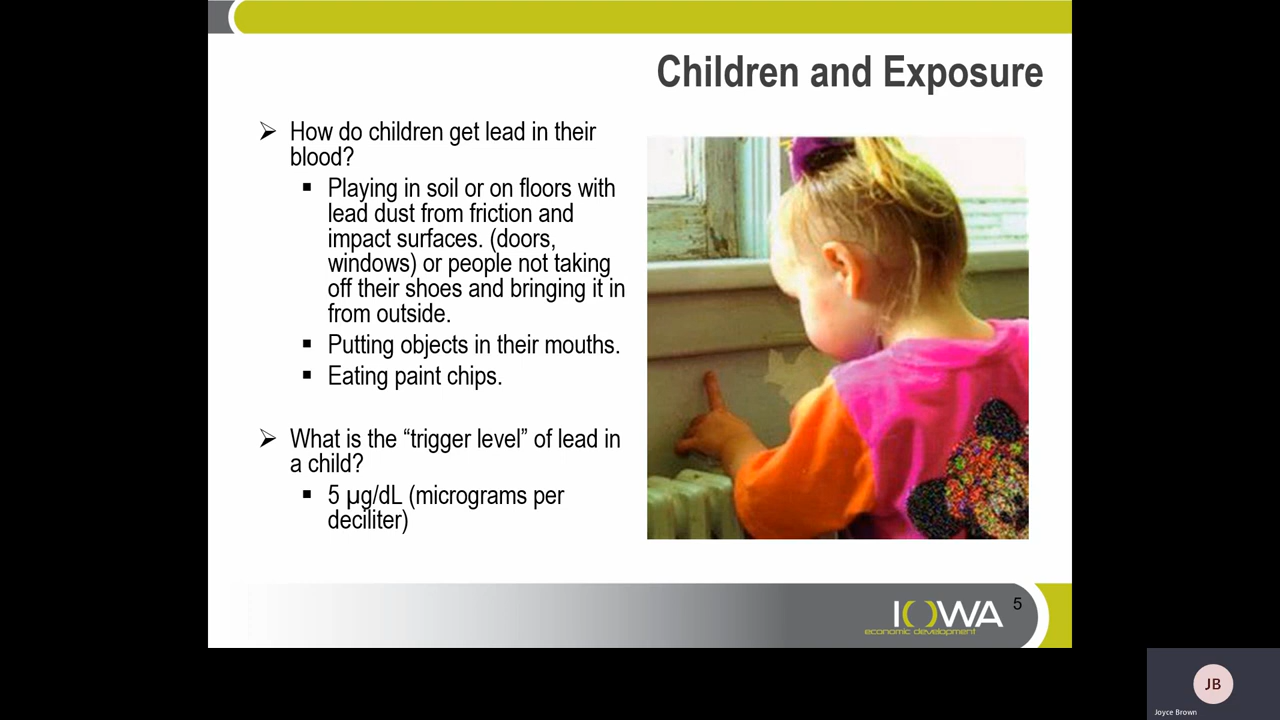 Children and Exposure
➢ How do children get lead in their
blood?
▪ Playing in soil or on floors with
lead dust from friction and
impact surfaces. (doors,
windows) or people not taking
off their shoes and bringing it in
from outside.
▪ Putting objects in their mouths.
▪ Eating paint chips.
➢ What is the “trigger level” of lead in
a child?
▪ 5 µg/dL (micrograms per
deciliter)
IOWA
economic development
5
JB
Joyce Brown